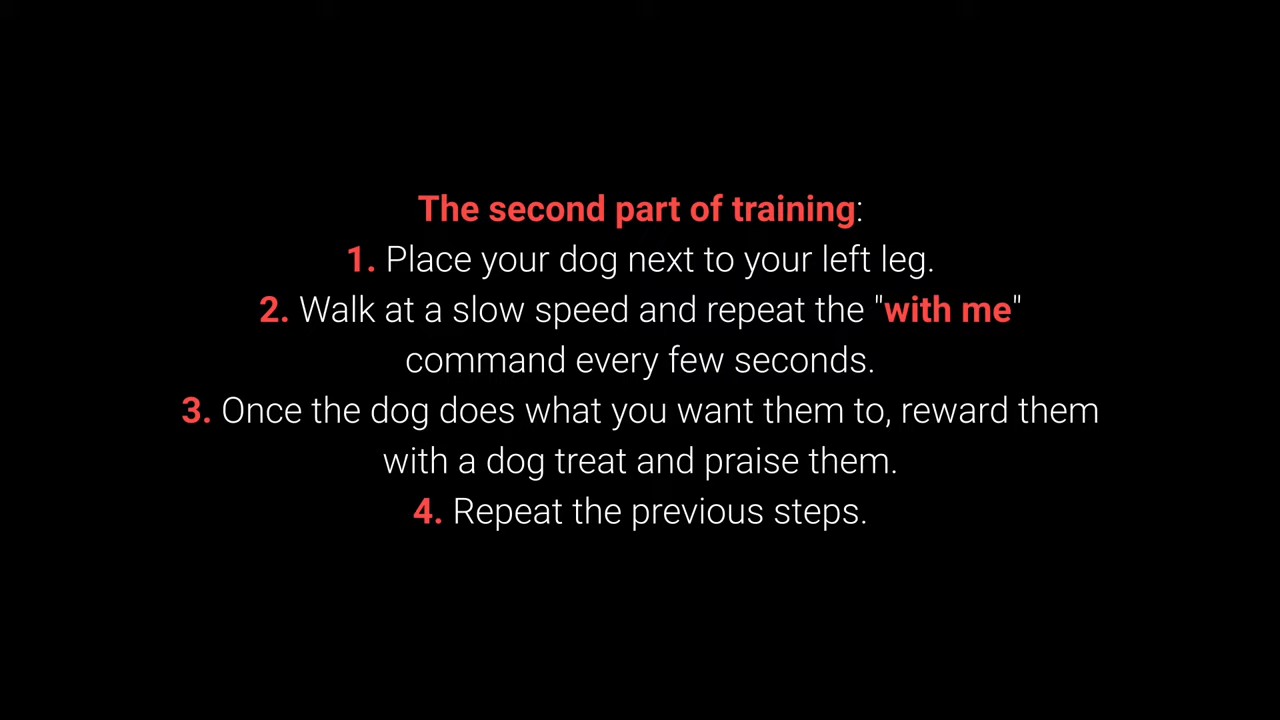 The second part of training:
1. Place your dog next to your left leg.
2. Walk at a slow speed and repeat the "with me"
command every few seconds.
3. Once the dog does what you want them to, reward them
with a dog treat and praise them.
4. Repeat the previous steps.